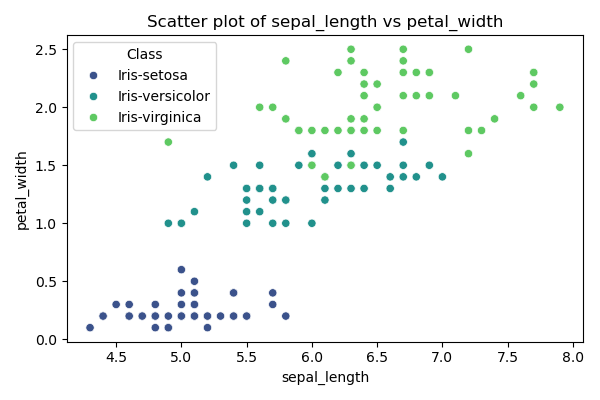 Scatter plot of sepal_length vs petal_width
Class
Iris-setosa
Iris-versicolor
Iris-virginica
petal_width
2.5
2.0
1.5
1.0
0.5
0.0
4.5 5.0 5.5 6.0 6.5 7.0 7.5 8.0
sepal_length